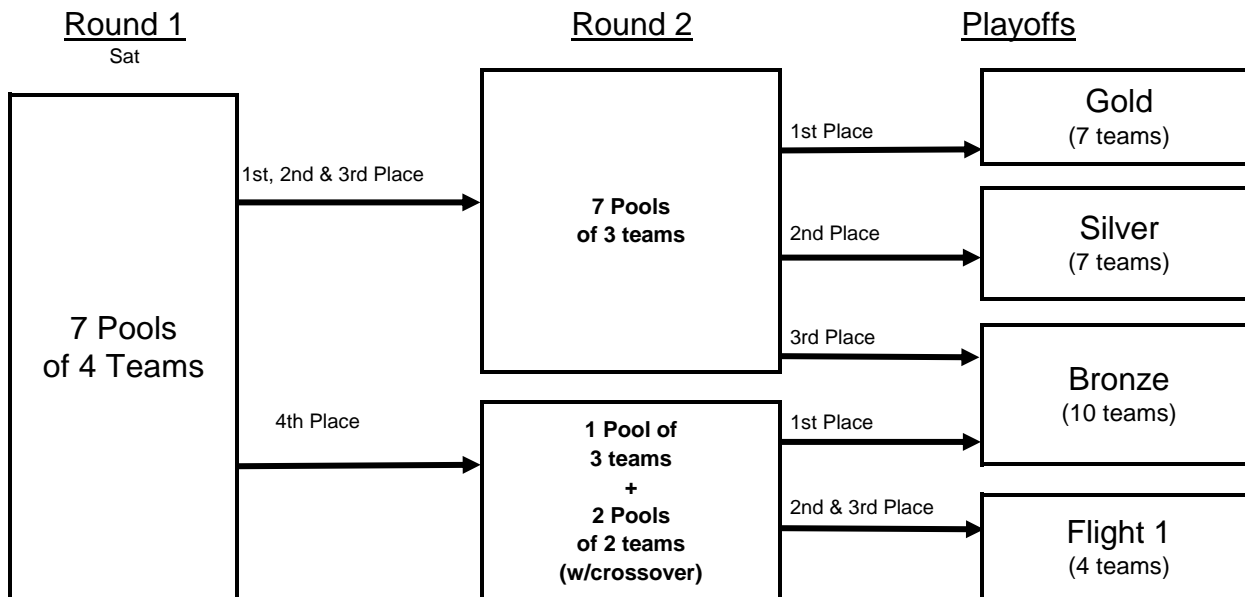 Round 1
Sat
Round 2
Playoffs
7 Pools
of 4 Teams
1st, 2nd & 3rd Place
4th Place
7 Pools
of 3 teams
1 Pool of
3 teams
+
2 Pools
of 2 teams
(w/crossover)
1st Place
2nd Place
3rd Place
1st Place
2nd & 3rd Place
Gold
(7 teams)
Silver
(7 teams)
Bronze
(10 teams)
Flight 1
(4 teams)